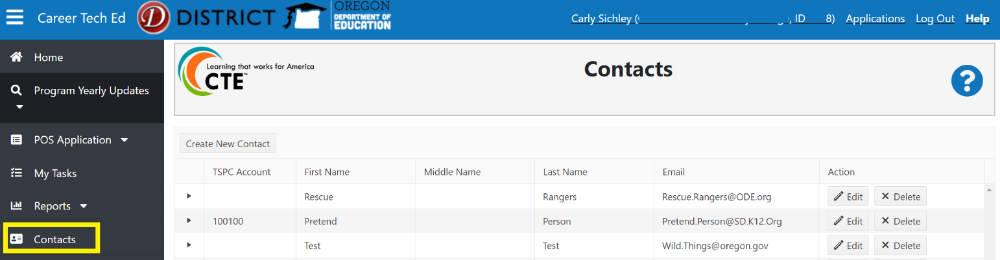 Career Tech Ed
DISTRICT
OREGON
DEPARTMENT OF
EDUCATION
Carly Sichley ( , ID 8) Applications Log Out Help
Home
Program Yearly Updates
POS Application
My Tasks
Reports
Contacts
Learning that works for America
CTE™
Contacts
?
Create New Contact
TSPC Account First Name Middle Name Last Name Email Action
Rescue Rangers Rescue.Rangers@ODE.org Edit Delete
100100 Pretend Person Pretend.Person@SD.K12.Org Edit Delete
Test Test Wild.Things@oregon.gov Edit Delete